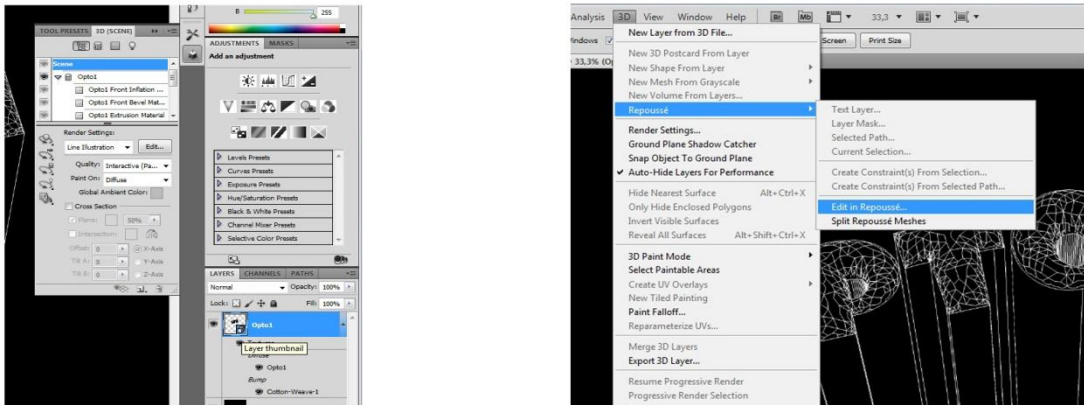 B 255
TOOL PRESETS 3D {SCENE}
Scene
Opto1
Opto1 Front Inflation ...
Opto1 Front Bevel Mat...
Opto1 Extrusion Material
Render Settings:
Line Illustration Edit...
Quality: Interactive (Pa...
Paint On: Diffuse
Global Ambient Color:
Cross Section
Plane: 50%
Intersection:
Offset: 0 X-Axis
Tilt A: 0 Y-Axis
Tilt B: 0 Z-Axis
ADJUSTMENTS MASKS
Add an adjustment
Levels Presets
Curves Presets
Exposure Presets
Hue/Saturation Presets
Black & White Presets
Channel Mixer Presets
Selective Color Presets
LAYERS CHANNELS PATHS
Normal Opacity: 100%
Lock: Fill: 100%
Opto1
Layer thumbnail
Diffuse
Opto1
Bump
Cotton-Weave-1
Analysis 3D View Window Help Br Mb 33,3
Screen Print Size
33,3%
New Layer from 3D File...
New 3D Postcard From Layer
New Shape From Layer
New Mesh From Grayscale
New Volume From Layers...
Repoussé
Render Settings...
Ground Plane Shadow Catcher
Snap Object To Ground Plane
Auto-Hide Layers For Performance
Hide Nearest Surface Alt+Ctrl+X
Only Hide Enclosed Polygons
Invert Visible Surfaces
Reveal All Surfaces Alt+Shift+Ctrl+X
3D Paint Mode
Select Paintable Areas
Create UV Overlays
New Tiled Painting
Paint Falloff...
Reparameterize UVs...
Merge 3D Layers
Export 3D Layer...
Resume Progressive Render
Progressive Render Selection
Text Layer...
Layer Mask...
Selected Path...
Current Selection...
Create Constraint(s) From Selection...
Create Constraint(s) From Selected Path...
Edit in Repoussé...
Split Repoussé Meshes